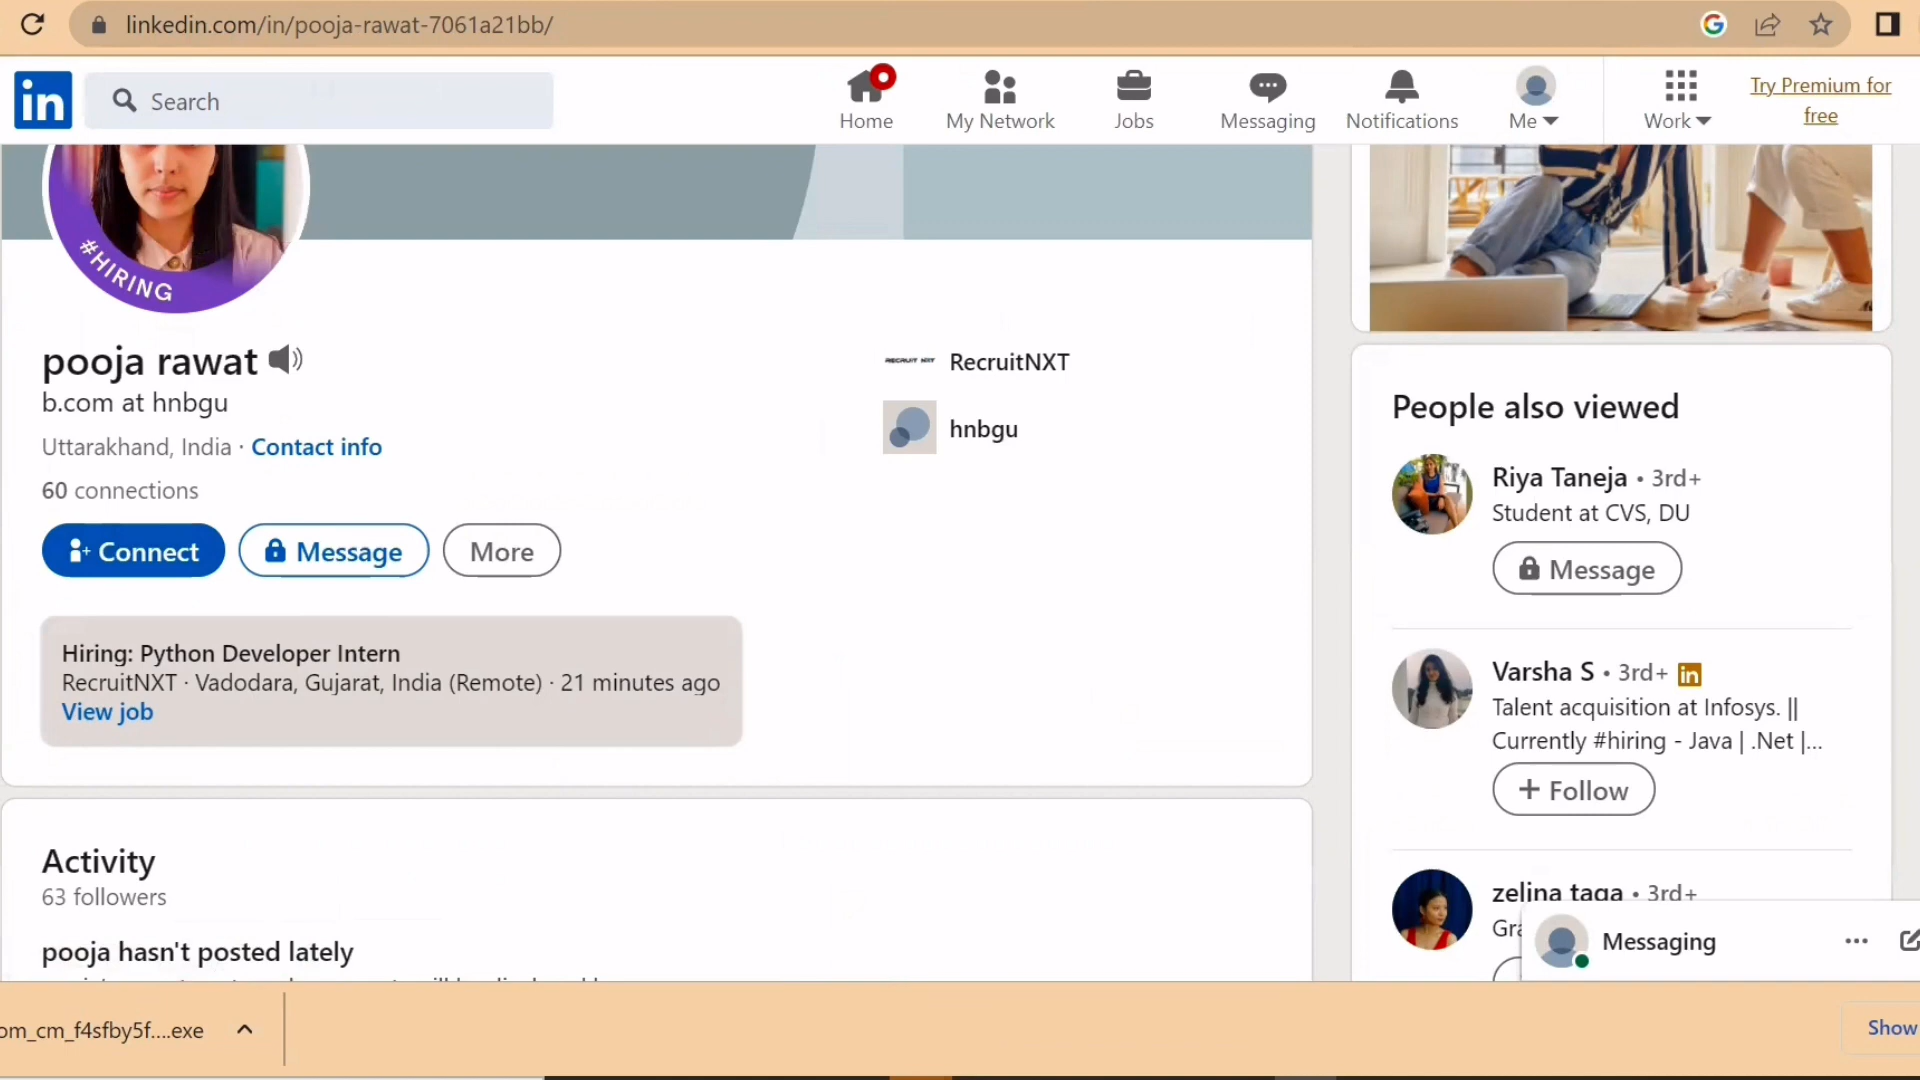 linkedin.com/in/pooja-rawat-7061a21bb/
in
Search
Home
My Network
Jobs
Messaging
Notifications
Me
Work
Try Premium for
free
#HIRING
pooja rawat
b.com at hnbgu
Uttarakhand, India · Contact info
60 connections
Connect
Message
More
RECRUIT NXT
RecruitNXT
hnbgu
Hiring: Python Developer Intern
RecruitNXT · Vadodara, Gujarat, India (Remote) · 21 minutes ago
View job
Activity
63 followers
pooja hasn't posted lately
People also viewed
Riya Taneja • 3rd+
Student at CVS, DU
Message
Varsha S • 3rd+ in
Talent acquisition at Infosys. ||
Currently #hiring - Java | .Net |...
Follow
zelina taga • 3rd+
Messaging
om_cm_f4sfby5f....exe
Show